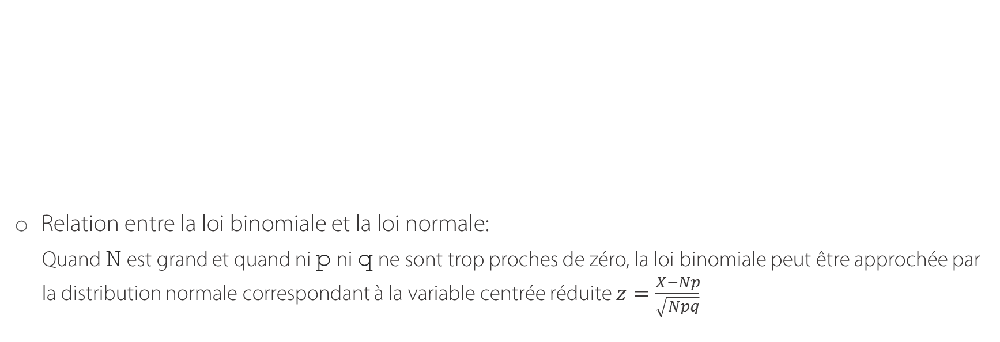 ○ Relation entre la loi binomiale et la loi normale:
Quand N est grand et quand ni p ni q ne sont trop proches de zéro, la loi binomiale peut être approchée par
la distribution normale correspondant à la variable centrée réduite z = \frac{X-Np}{\sqrt{Npq}}